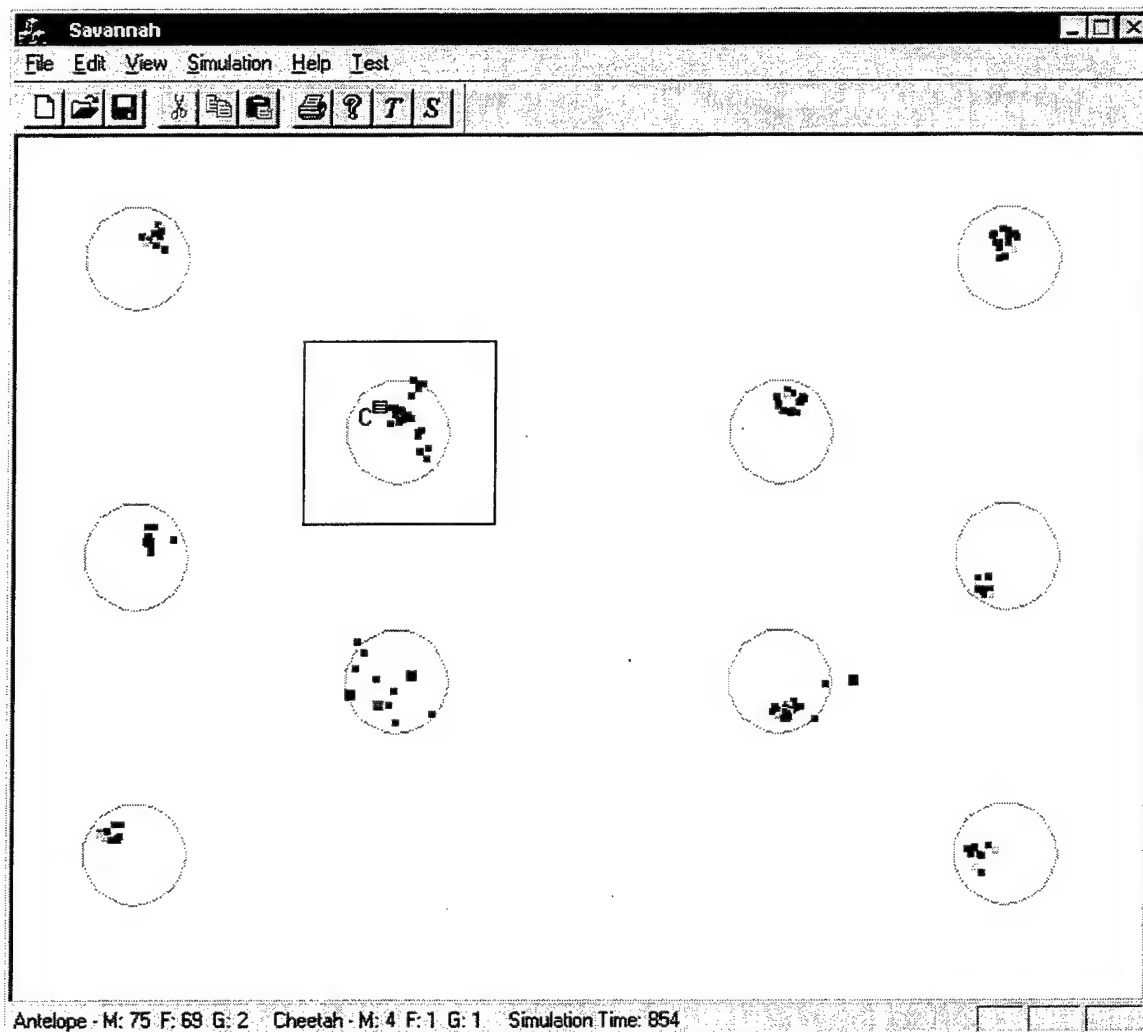 Savannah
File Edit View Simulation Help Test
T S
C
Antelope - M: 75 F: 69 G: 2 Cheetah - M: 4 F: 1 G: 1 Simulation Time: 854